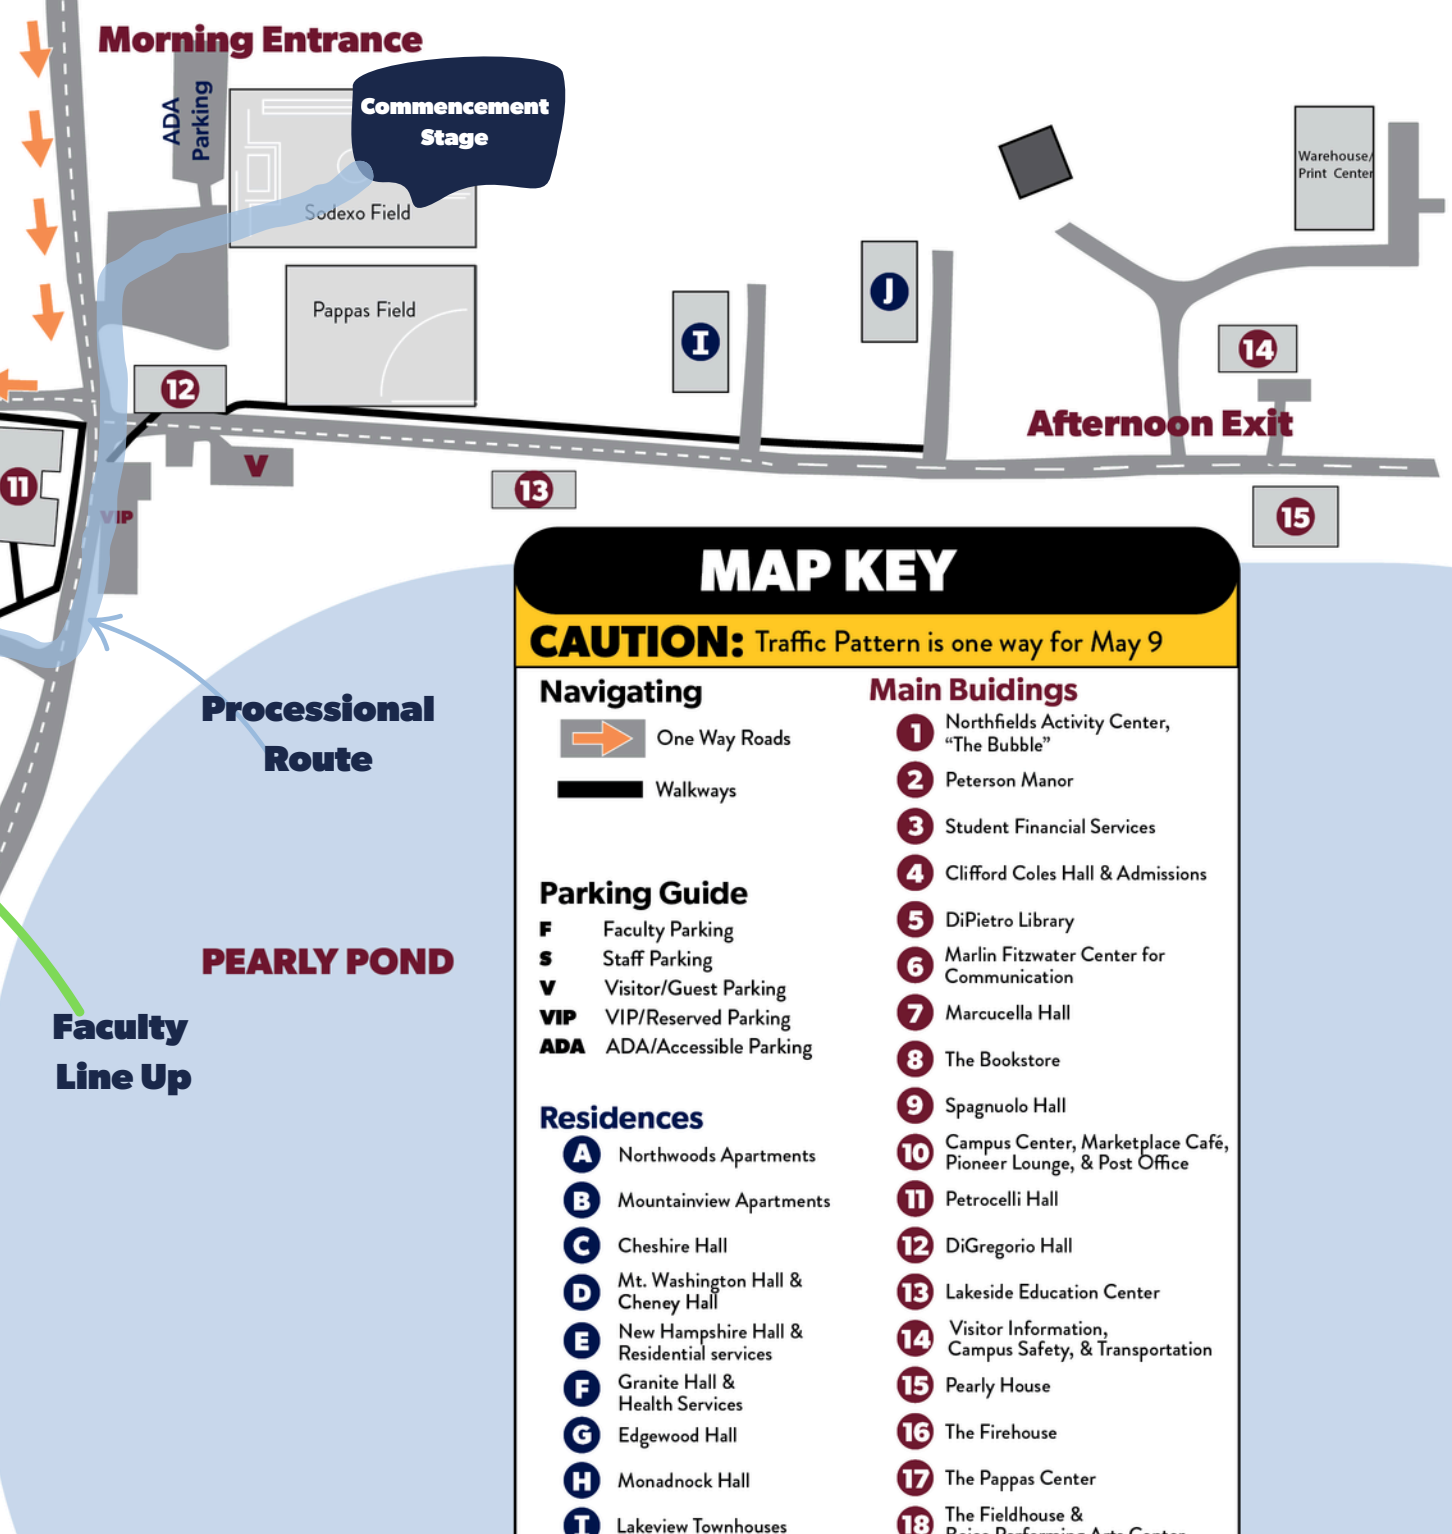 Morning Entrance
ADA
Parking
Commencement
Stage
Sodexo Field
Pappas Field
Warehouse/
Print Center
I
J
14
12
Afternoon Exit
V
11
13
VIP
15
MAP KEY
CAUTION: Traffic Pattern is one way for May 9
Processional
Route
PEARLY POND
Faculty
Line Up
Navigating
One Way Roads
Walkways
Parking Guide
F Faculty Parking
S Staff Parking
V Visitor/Guest Parking
VIP VIP/Reserved Parking
ADA ADA/Accessible Parking
Residences
A Northwoods Apartments
B Mountainview Apartments
C Cheshire Hall
D Mt. Washington Hall &
Cheney Hall
E New Hampshire Hall &
Residential services
F Granite Hall &
Health Services
G Edgewood Hall
H Monadnock Hall
I Lakeview Townhouses
Main Buidings
1 Northfields Activity Center,
“The Bubble”
2 Peterson Manor
3 Student Financial Services
4 Clifford Coles Hall & Admissions
5 DiPietro Library
6 Marlin Fitzwater Center for
Communication
7 Marcucella Hall
8 The Bookstore
9 Spagnuolo Hall
10 Campus Center, Marketplace Café,
Pioneer Lounge, & Post Office
11 Petrocelli Hall
12 DiGregorio Hall
13 Lakeside Education Center
14 Visitor Information,
Campus Safety, & Transportation
15 Pearly House
16 The Firehouse
17 The Pappas Center
18 The Fieldhouse &